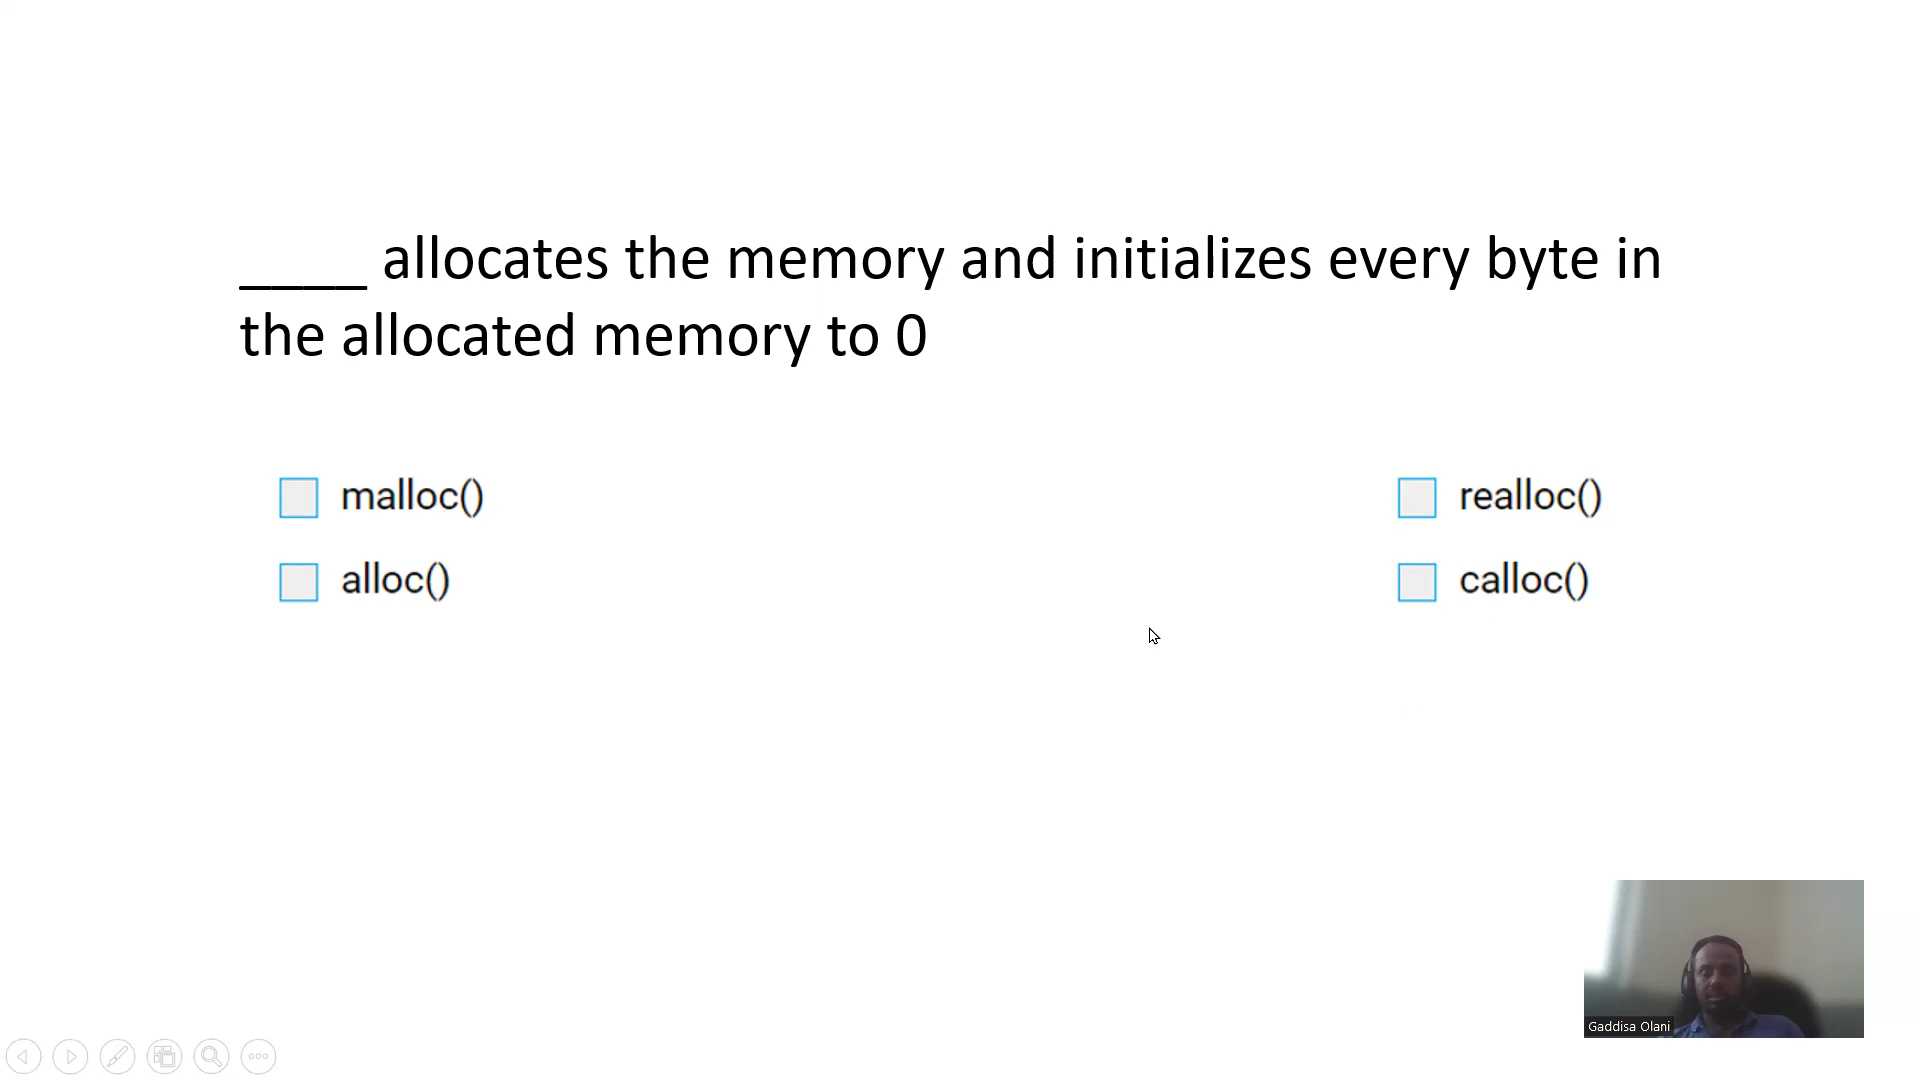 ____ allocates the memory and initializes every byte in
the allocated memory to 0
malloc()
realloc()
alloc()
calloc()
Gaddisa Olani